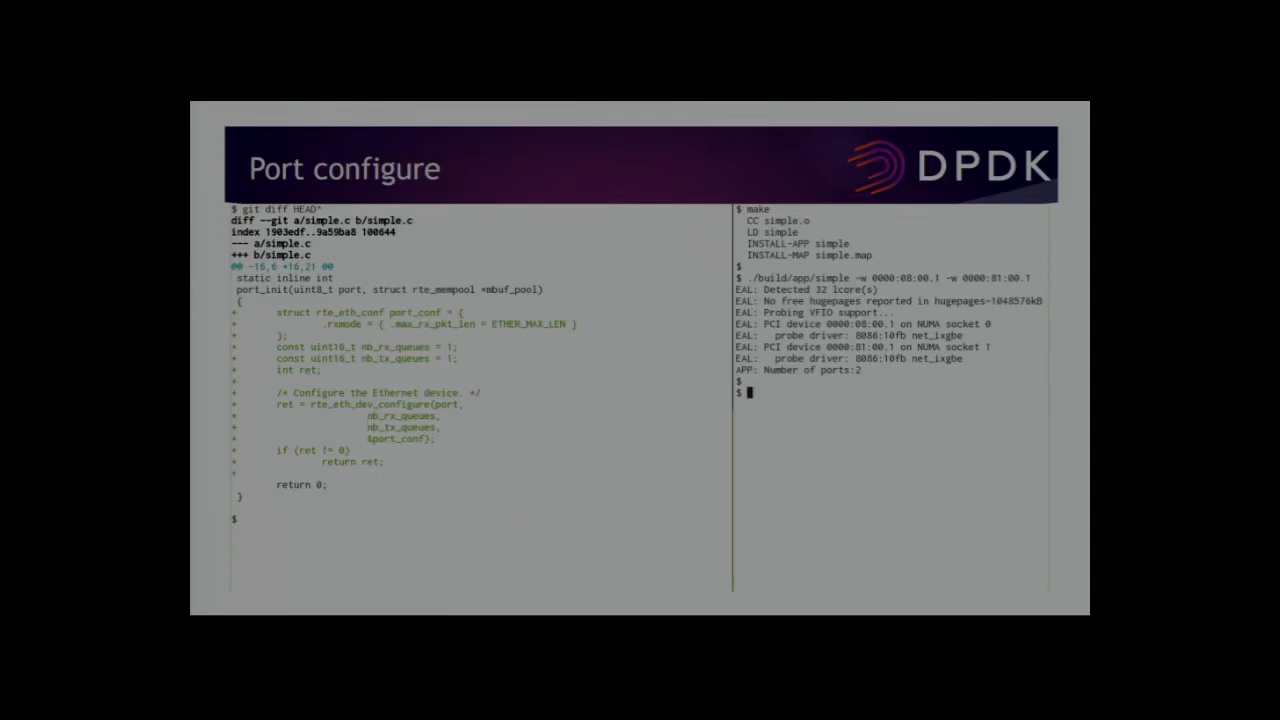 Port configure
DPDK
$ git diff HEAD^
diff --git a/simple.c b/simple.c
index 1903edf..9a59ba8 100644
--- a/simple.c
+++ b/simple.c
@@ -16,6 +16,21 @@
static inline int
port_init(uint8_t port, struct rte_mempool *mbuf_pool)
{
+ struct rte_eth_conf port_conf = {
+ .rxmode = { .max_rx_pkt_len = ETHER_MAX_LEN }
+ };
+ const uint16_t nb_rx_queues = 1;
+ const uint16_t nb_tx_queues = 1;
+ int ret;
+
+ /* Configure the Ethernet device. */
+ ret = rte_eth_dev_configure(port,
+ nb_rx_queues,
+ nb_tx_queues,
+ &port_conf);
+ if (ret != 0)
+ return ret;
+
return 0;
}
$
$ make
CC simple.o
LD simple
INSTALL-APP simple
INSTALL-MAP simple.map
$
$ ./build/app/simple -w 0000:08:00.1 -w 0000:81:00.1
EAL: Detected 32 lcore(s)
EAL: No free hugepages reported in hugepages-1048576kB
EAL: Probing VFIO support...
EAL: PCI device 0000:08:00.1 on NUMA socket 0
EAL: probe driver: 8086:10fb net_ixgbe
EAL: PCI device 0000:81:00.1 on NUMA socket 1
EAL: probe driver: 8086:10fb net_ixgbe
APP: Number of ports:2
$
$